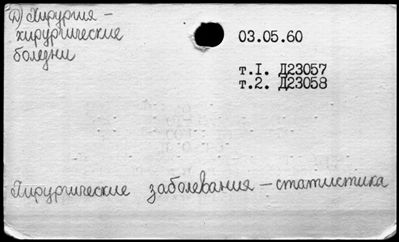 Д) Хирургия -
хирургические
болезни
03.05.60
т.I. Д23057
т.2. Д23058
Хирургические заболевания - статистика